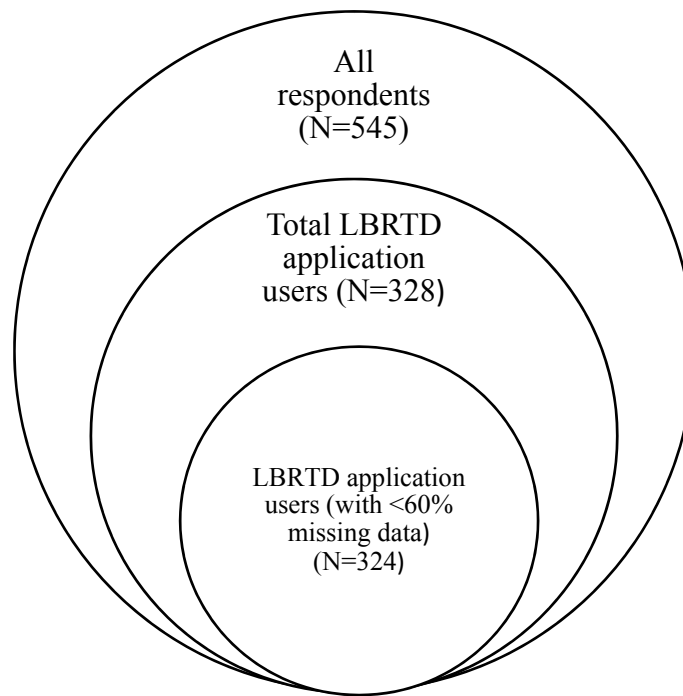 All
respondents
(N=545)
Total LBRTD
application
users (N=328)
LBRTD application
users (with <60%
missing data)
(N=324)